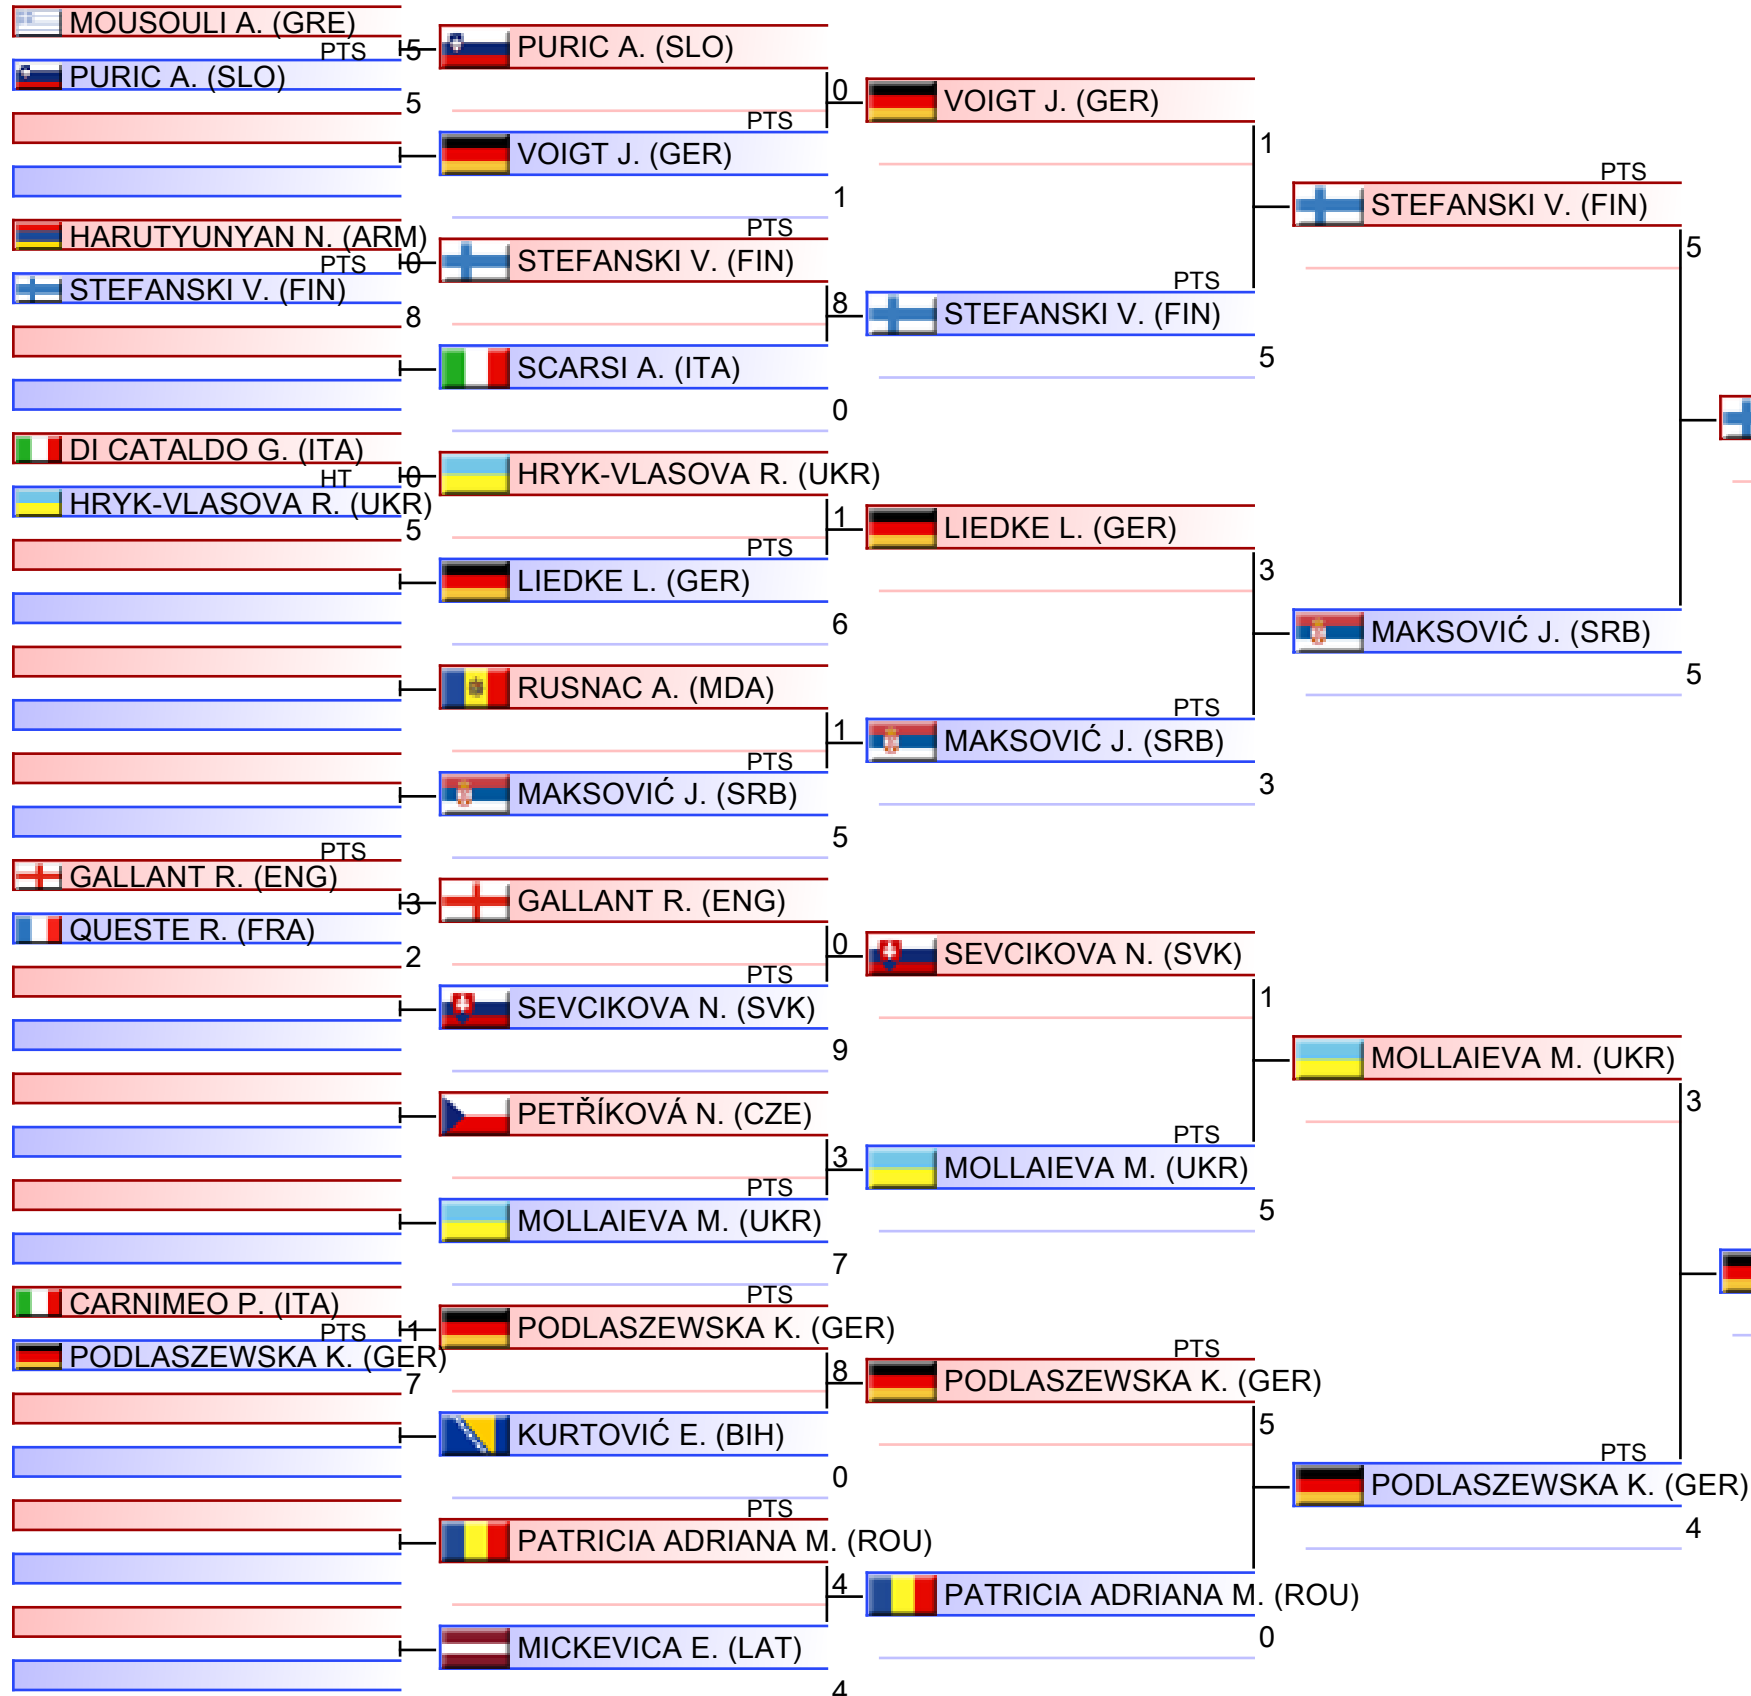 MOUSOULI A. (GRE)
PTS 5
PURIC A. (SLO)
5
HARUTYUNYAN N. (ARM)
PTS 0
STEFANSKI V. (FIN)
8
DI CATALDO G. (ITA)
HT 0
HRYK-VLASOVA R. (UKR)
5
PTS
GALLANT R. (ENG)
3
QUESTE R. (FRA)
2
CARNIMEO P. (ITA)
PTS 1
PODLASZEWSKA K. (GER)
7
PURIC A. (SLO)
0
PTS
VOIGT J. (GER)
1
PTS
STEFANSKI V. (FIN)
8
SCARSI A. (ITA)
0
HRYK-VLASOVA R. (UKR)
1
PTS
LIEDKE L. (GER)
6
RUSNAC A. (MDA)
1
PTS
MAKSOVIĆ J. (SRB)
5
GALLANT R. (ENG)
0
PTS
SEVCIKOVA N. (SVK)
9
PETŘÍKOVÁ N. (CZE)
3
PTS
MOLLAIEVA M. (UKR)
7
PTS
PODLASZEWSKA K. (GER)
8
KURTOVIĆ E. (BIH)
0
PTS
PATRICIA ADRIANA M. (ROU)
4
MICKEVICA E. (LAT)
4
VOIGT J. (GER)
1
PTS
STEFANSKI V. (FIN)
5
LIEDKE L. (GER)
3
PTS
MAKSOVIĆ J. (SRB)
3
SEVCIKOVA N. (SVK)
1
PTS
MOLLAIEVA M. (UKR)
5
PTS
PODLASZEWSKA K. (GER)
5
PATRICIA ADRIANA M. (ROU)
0
PTS
STEFANSKI V. (FIN)
5
MAKSOVIĆ J. (SRB)
5
MOLLAIEVA M. (UKR)
3
PTS
PODLASZEWSKA K. (GER)
4